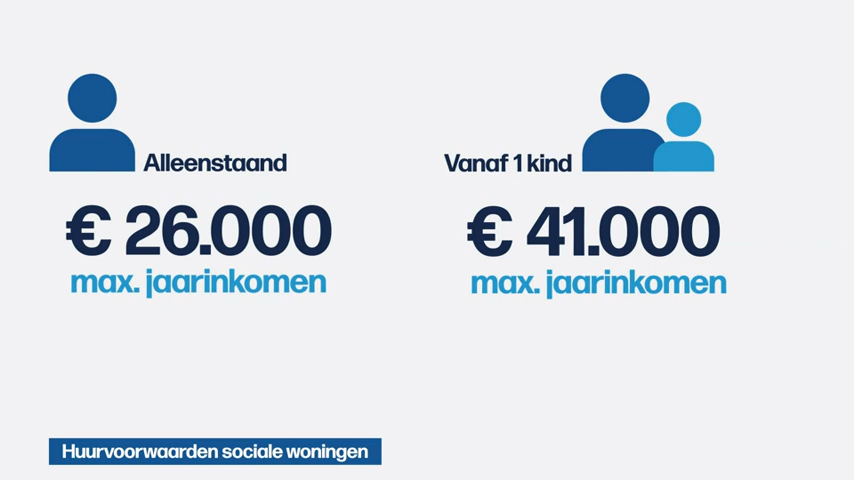 Alleenstaand
€ 26.000
max. jaarinkomen
Vanaf 1 kind
€ 41.000
max. jaarinkomen
Huurvoorwaarden sociale woningen